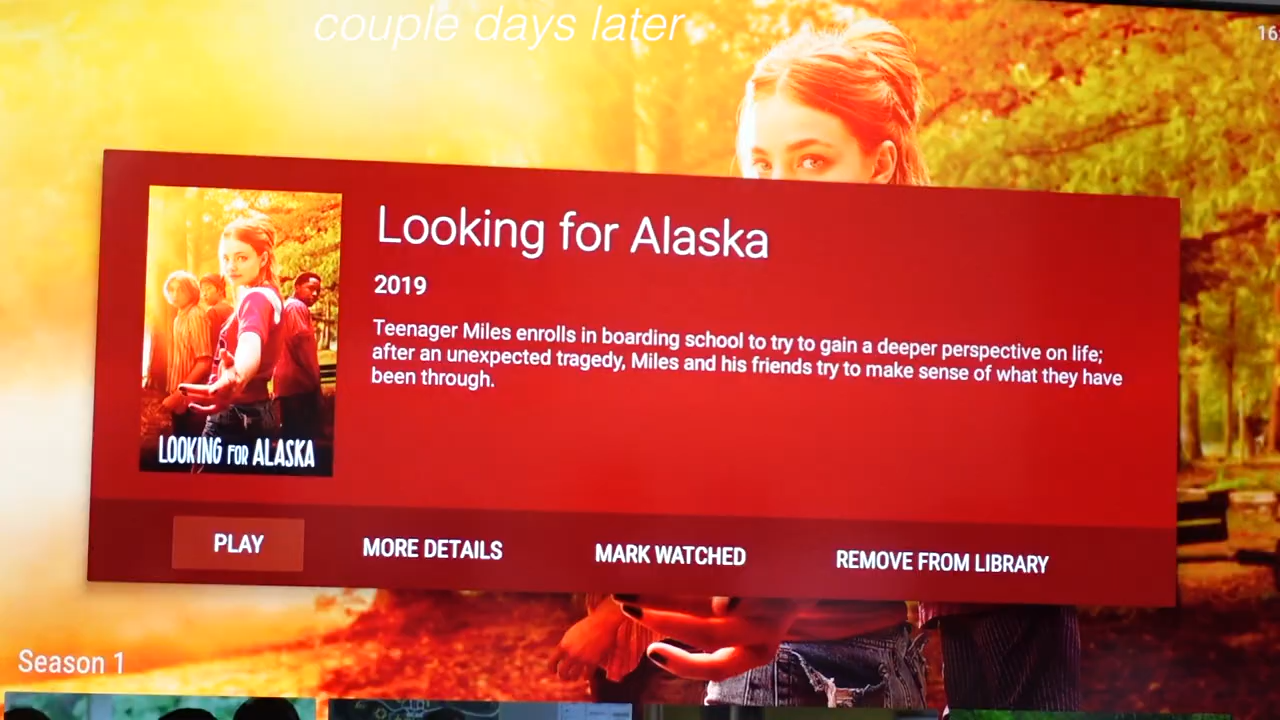 couple days later
16:
Looking for Alaska
2019
Teenager Miles enrolls in boarding school to try to gain a deeper perspective on life;
after an unexpected tragedy, Miles and his friends try to make sense of what they have
been through.
LOOKING FOR ALASKA
PLAY
MORE DETAILS
MARK WATCHED
REMOVE FROM LIBRARY
Season 1